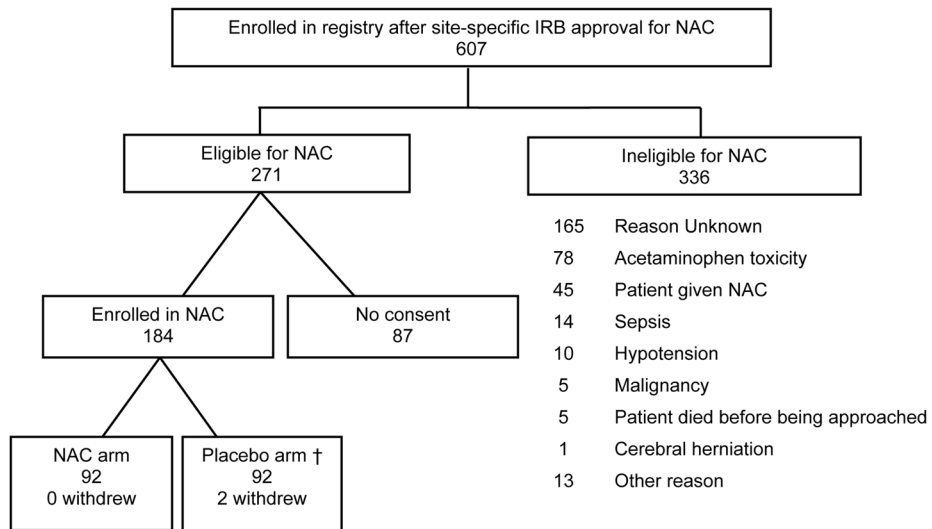 Enrolled in registry after site-specific IRB approval for NAC
607
Eligible for NAC
271
Ineligible for NAC
336
165 Reason Unknown
78 Acetaminophen toxicity
45 Patient given NAC
14 Sepsis
10 Hypotension
5 Malignancy
5 Patient died before being approached
1 Cerebral herniation
13 Other reason
Enrolled in NAC
184
No consent
87
NAC arm
92
0 withdrew
Placebo arm †
92
2 withdrew